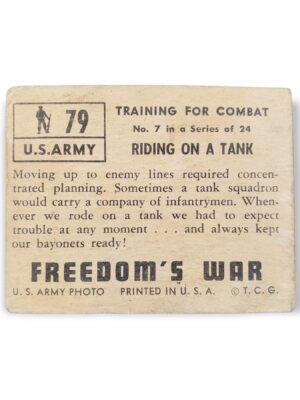 79
U.S.ARMY
TRAINING FOR COMBAT
No. 7 in a Series of 24
RIDING ON A TANK
Moving up to enemy lines required concen-
trated planning. Sometimes a tank squadron
would carry a company of infantrymen. When-
ever we rode on a tank we had to expect
trouble at any moment . . . and always kept
our bayonets ready!
FREEDOM'S WAR
U. S. ARMY PHOTO PRINTED IN U. S. A. © T. C. G.